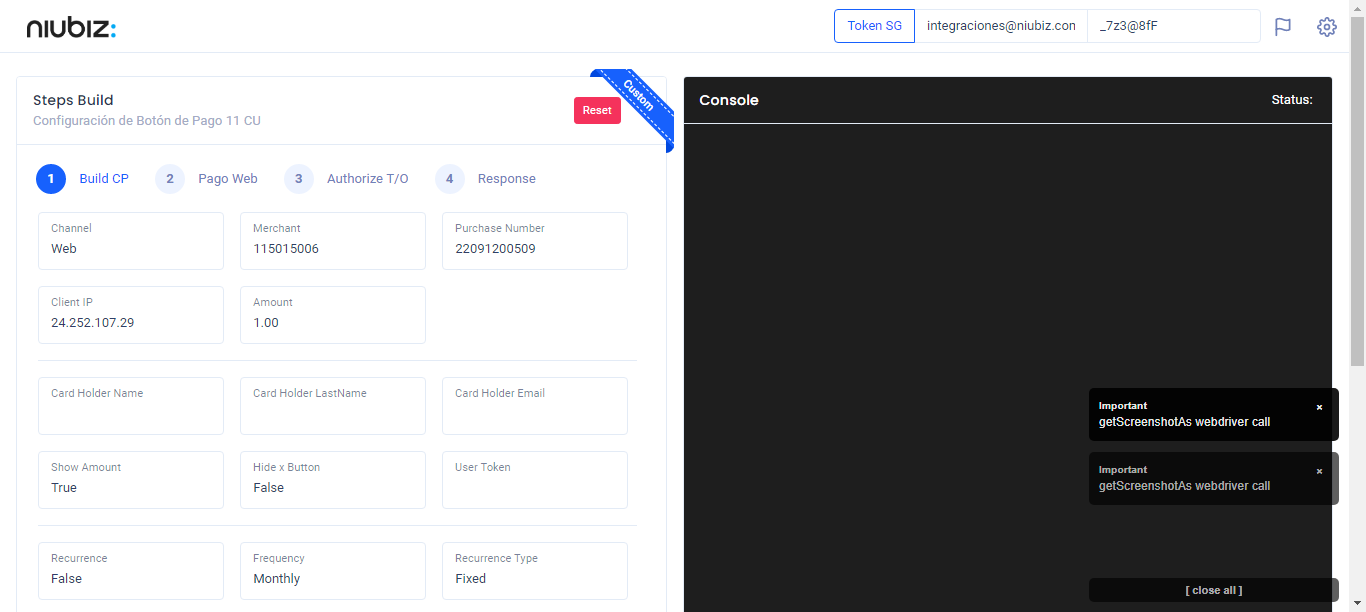 niubiz:
Token SG
integraciones@niubiz.con
_7z3@8fF
Steps Build
Configuración de Botón de Pago 11 CU
Reset
Custom
Console
Status:
1 Build CP
2 Pago Web
3 Authorize T/O
4 Response
Channel
Web
Merchant
115015006
Purchase Number
22091200509
Client IP
24.252.107.29
Amount
1.00
Card Holder Name
Card Holder LastName
Card Holder Email
Show Amount
True
Hide x Button
False
User Token
Recurrence
False
Frequency
Monthly
Recurrence Type
Fixed
Important ×
getScreenshotAs webdriver call
Important ×
getScreenshotAs webdriver call
[ close all ]